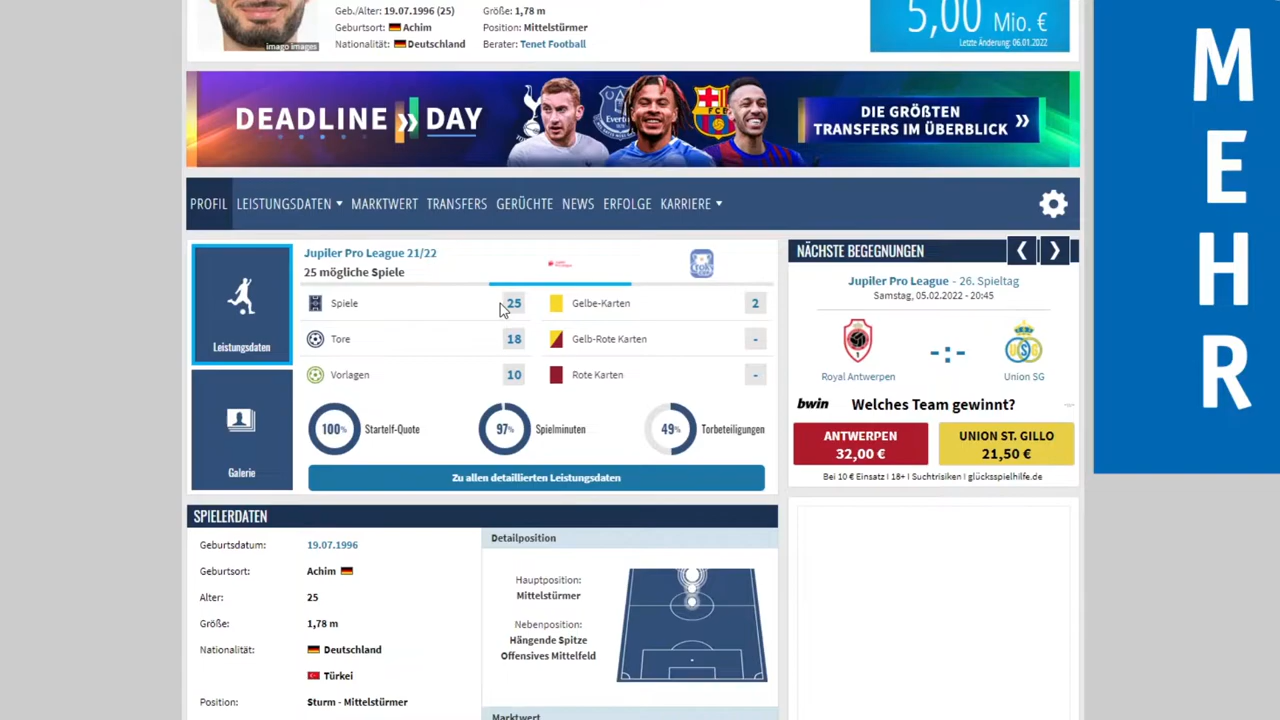 Geb./Alter: 19.07.1996 (25)
Geburtsort: Achim
Nationalität: Deutschland
Größe: 1,78 m
Position: Mittelstürmer
Berater: Tenet Football
imago images
5,00 Mio. €
Letzte Änderung: 06.01.2022
DEADLINE » DAY
DIE GRÖßTEN
TRANSFERS IM ÜBERBLICK »
M
E
H
R
PROFIL LEISTUNGSDATEN MARKTWERT TRANSFERS GERÜCHTE NEWS ERFOLGE KARRIERE
Leistungsdaten
Galerie
Jupiler Pro League 21/22
25 mögliche Spiele
Spiele 25
Gelbe-Karten 2
Tore 18
Gelb-Rote Karten -
Vorlagen 10
Rote Karten -
100% Startelf-Quote
97% Spielminuten
49% Torbeteiligungen
Zu allen detaillierten Leistungsdaten
NÄCHSTE BEGEGNUNGEN
Jupiler Pro League - 26. Spieltag
Samstag, 05.02.2022 - 20:45
-:-
Royal Antwerpen
Union SG
bwin Welches Team gewinnt?
ANTWERPEN
32,00 €
UNION ST. GILLO
21,50 €
Bei 10 € Einsatz I 18+ I Suchtrisiken I glücksspielhilfe.de
SPIELERDATEN
Geburtsdatum: 19.07.1996
Geburtsort: Achim
Alter: 25
Größe: 1,78 m
Nationalität: Deutschland
Türkei
Position: Sturm - Mittelstürmer
Detailposition
Hauptposition:
Mittelstürmer
Nebenposition:
Hängende Spitze
Offensives Mittelfeld
Marktwert